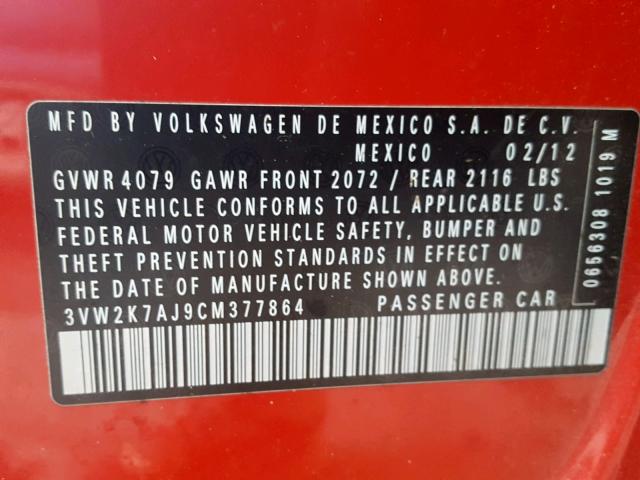 MFD BY VOLKSWAGEN DE MEXICO S.A. DE C.V.
MEXICO 02/12
GVWR 4079 GAWR FRONT 2072 / REAR 2116 LBS
THIS VEHICLE CONFORMS TO ALL APPLICABLE U.S.
FEDERAL MOTOR VEHICLE SAFETY, BUMPER AND
THEFT PREVENTION STANDARDS IN EFFECT ON
THE DATE OF MANUFACTURE SHOWN ABOVE.
3VW2K7AJ9CM377864 PASSENGER CAR
0656308 1019 M